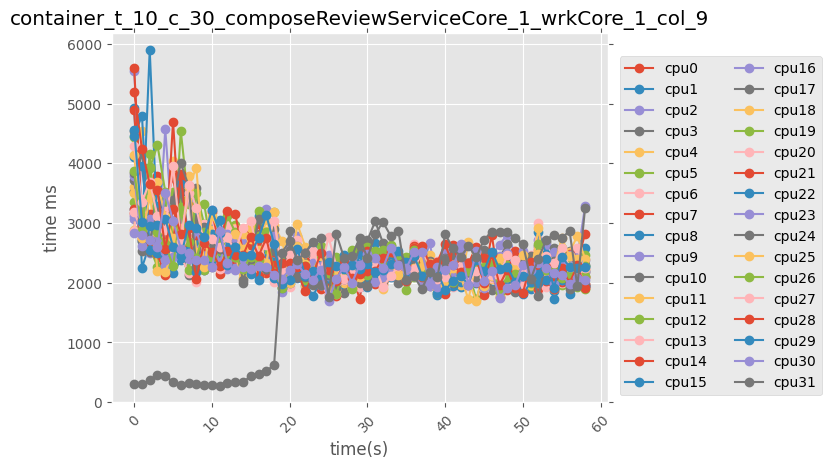 container_t_10_c_30_composeReviewServiceCore_1_wrkCore_1_col_9
time ms
6000
5000
4000
3000
2000
1000
0
0
10
20
30
40
50
60
time(s)
cpu0
cpu1
cpu2
cpu3
cpu4
cpu5
cpu6
cpu7
cpu8
cpu9
cpu10
cpu11
cpu12
cpu13
cpu14
cpu15
cpu16
cpu17
cpu18
cpu19
cpu20
cpu21
cpu22
cpu23
cpu24
cpu25
cpu26
cpu27
cpu28
cpu29
cpu30
cpu31